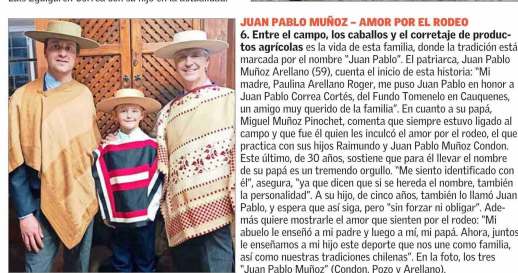 Luis Eguiguren Correa con su hijo en la actualidad.
JUAN PABLO MUÑOZ – AMOR POR EL RODEO
6. Entre el campo, los caballos y el corretaje de produc-
tos agrícolas es la vida de esta familia, donde la tradición está
marcada por el nombre "Juan Pablo". El patriarca, Juan Pablo
Muñoz Arellano (59), cuenta el inicio de esta historia: "Mi
madre, Paulina Arellano Roger, me puso Juan Pablo en honor a
Juan Pablo Correa Cortés, del Fundo Tomenelo en Cauquenes,
un amigo muy querido de la familia". En cuanto a su papá,
Miguel Muñoz Pinochet, comenta que siempre estuvo ligado al
campo y que fue él quien les inculcó el amor por el rodeo, el que
practica con sus hijos Raimundo y Juan Pablo Muñoz Condon.
Este último, de 30 años, sostiene que para él llevar el nombre
de su papá es un tremendo orgullo. "Me siento identificado con
él", asegura, "ya que dicen que si se hereda el nombre, también
la personalidad". A su hijo, de cinco años, también lo llamó Juan
Pablo, y espera que así siga, pero "sin forzar ni obligar". Ade-
más quiere mostrarle el amor que sienten por el rodeo: "Mi
abuelo le enseñó a mi padre y luego a mí, mi papá. Ahora, juntos
le enseñamos a mi hijo este deporte que nos une como familia,
así como nuestras tradiciones chilenas". En la foto, los tres
"Juan Pablo Muñoz" (Condon, Pozo y Arellano).